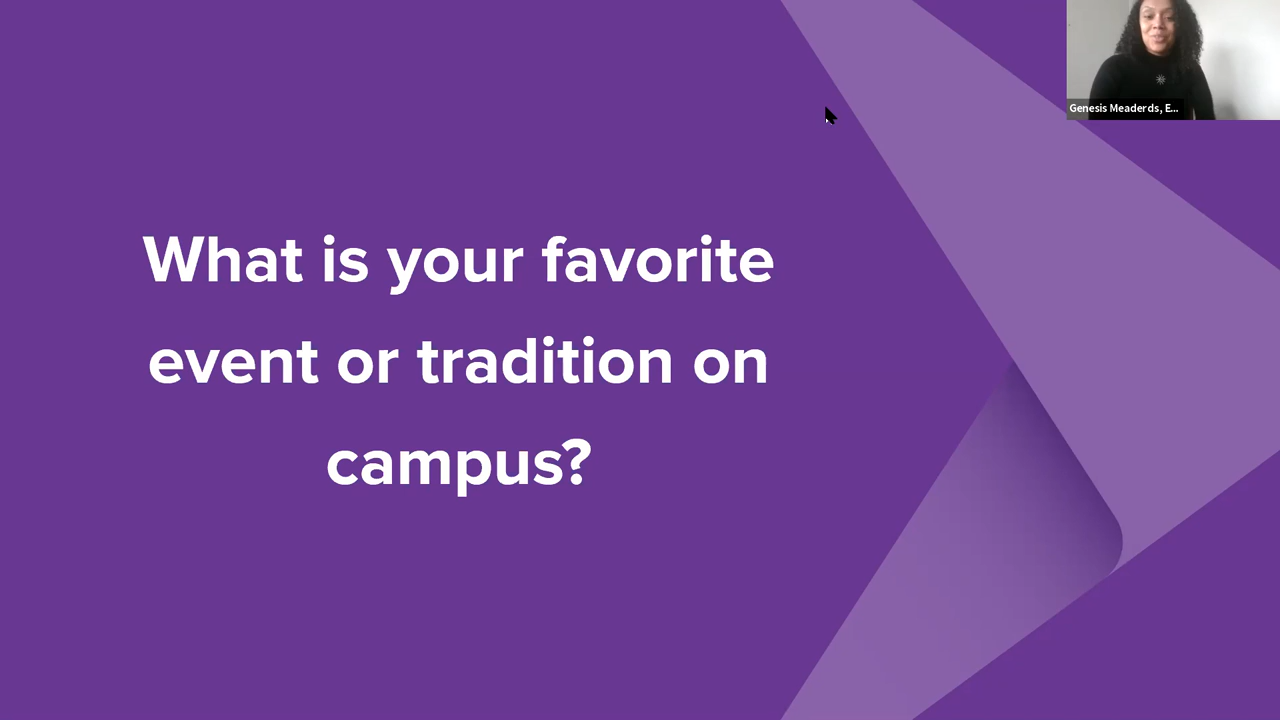 Genesis Meaderds, E...
What is your favorite
event or tradition on
campus?